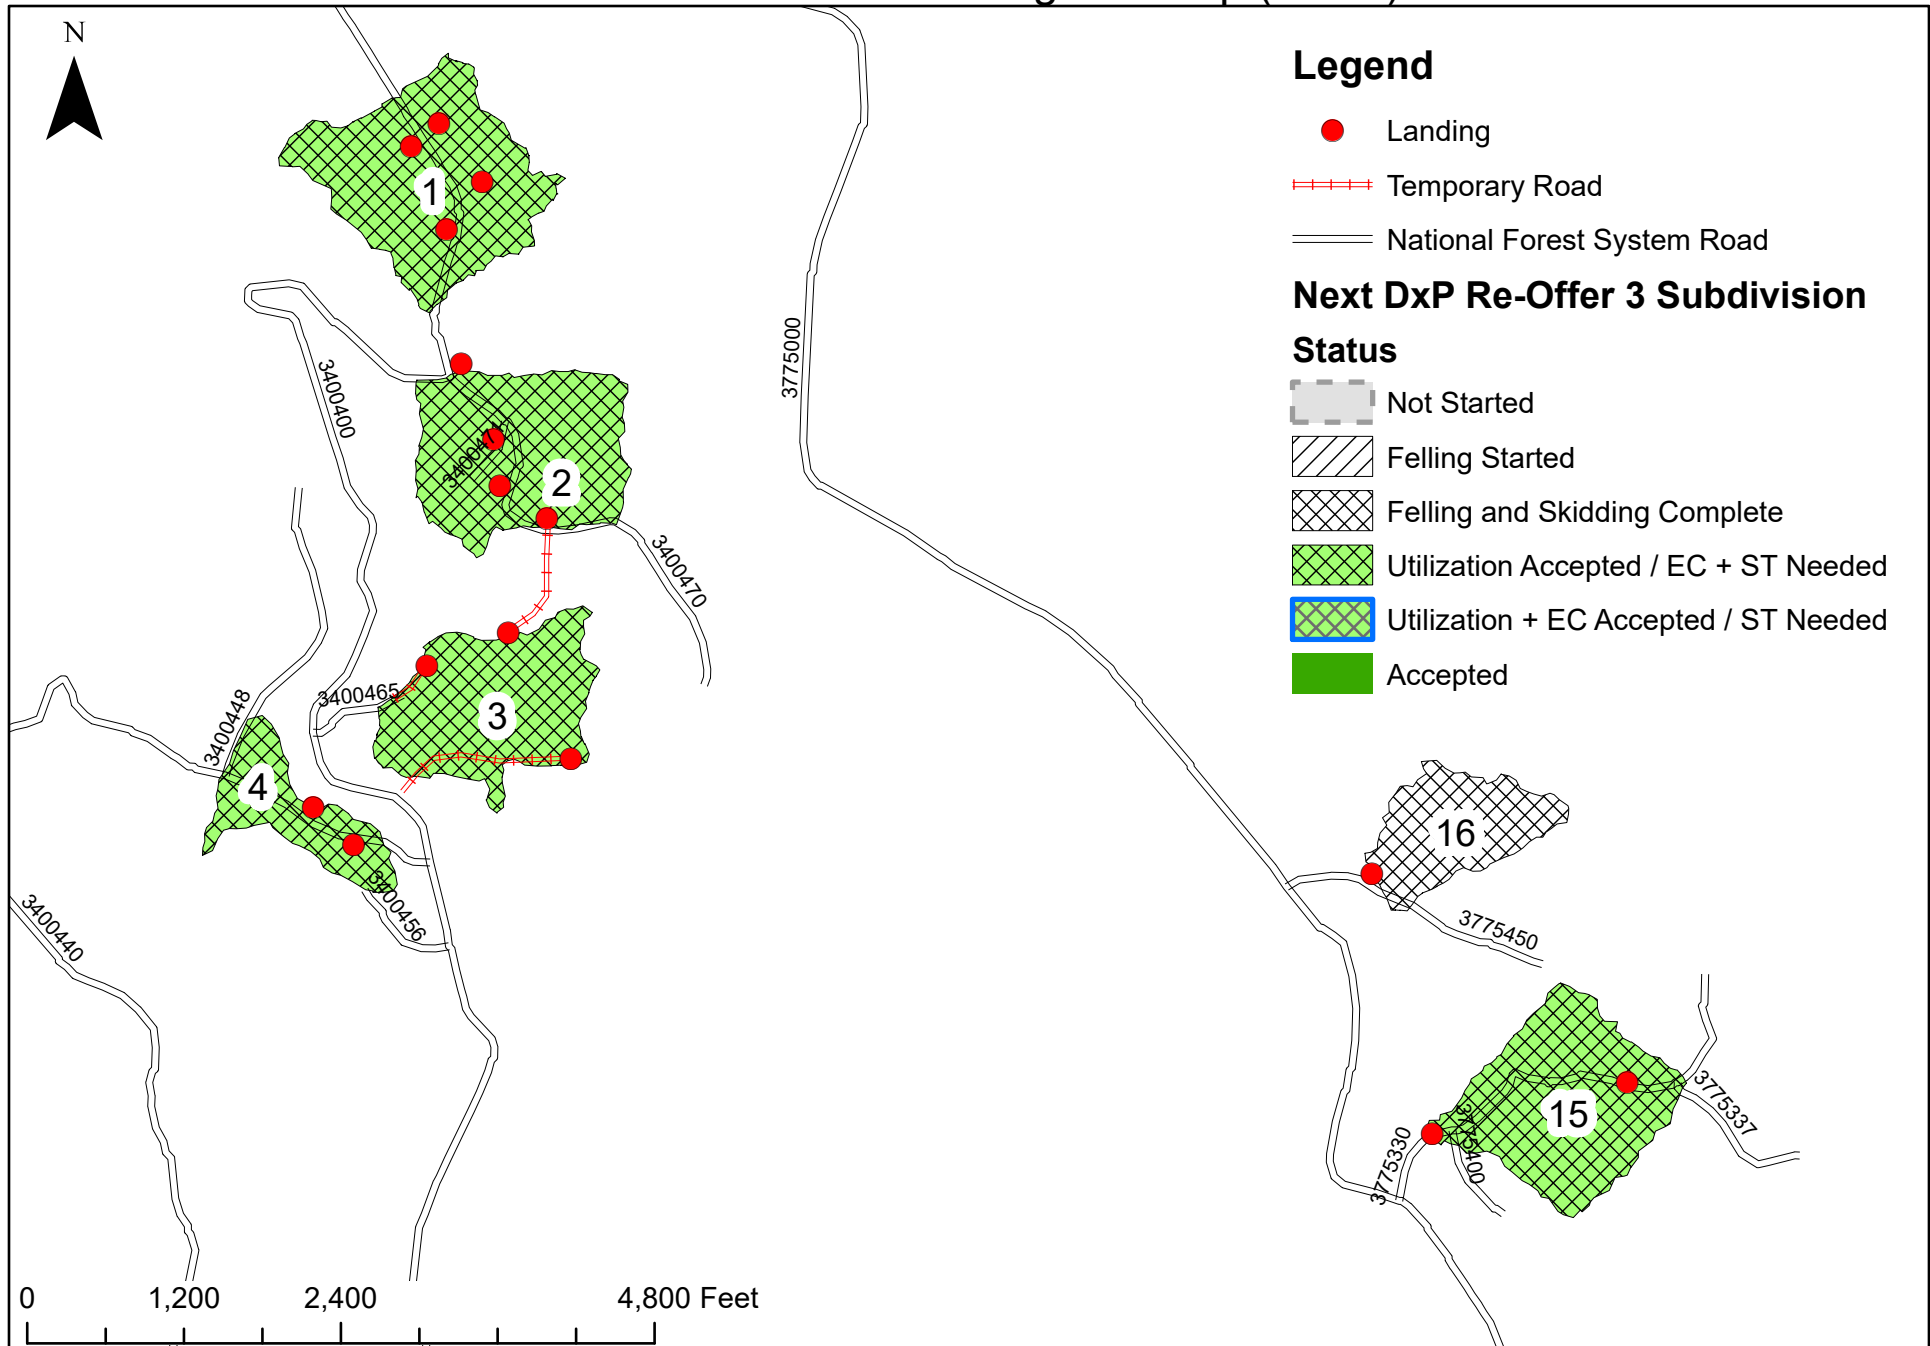 N
Legend
Landing
Temporary Road
National Forest System Road
Next DxP Re-Offer 3 Subdivision
Status
Not Started
Felling Started
Felling and Skidding Complete
Utilization Accepted / EC + ST Needed
Utilization + EC Accepted / ST Needed
Accepted
1
3775000
3400400
2
3400470
3400465
3
3400448
4
3400456
3400440
16
3775450
15
3775337
3775330
3775400
0 1,200 2,400 4,800 Feet